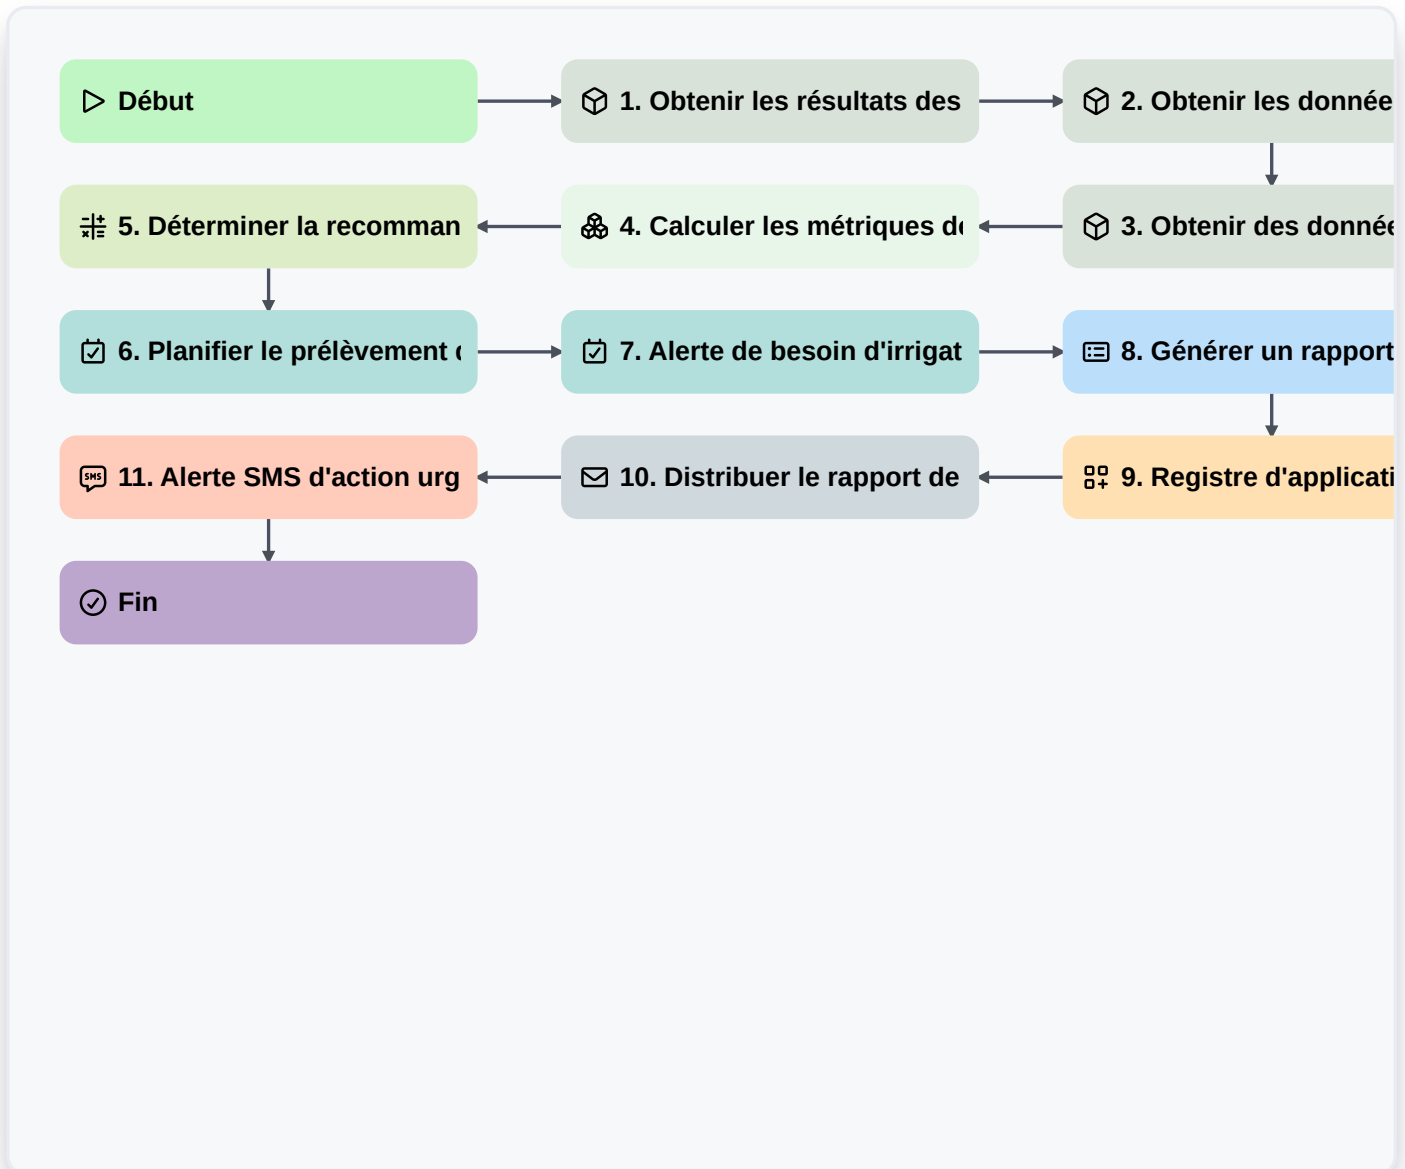 Début
1. Obtenir les résultats des
2. Obtenir les donnée
3. Obtenir des donnée
4. Calculer les métriques de
5. Déterminer la recomman
6. Planifier le prélèvement
7. Alerte de besoin d'irrigat
8. Générer un rapport
9. Registre d'applicati
10. Distribuer le rapport de
11. Alerte SMS d'action urg
Fin